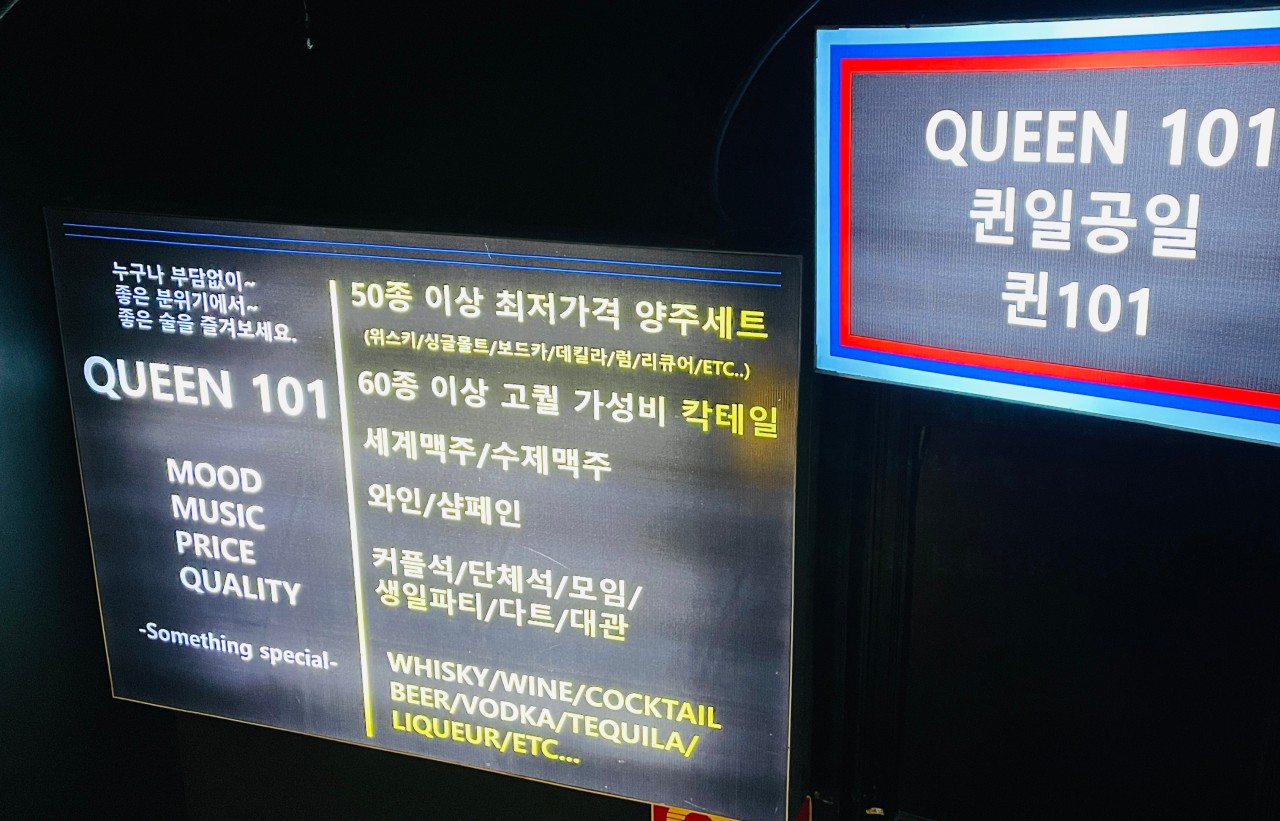 누구나 부담없이~
좋은 분위기에서~
좋은 술을 즐겨보세요.
QUEEN 101
MOOD
MUSIC
PRICE
QUALITY
-Something special-
50종 이상 최저가격 양주세트
(위스키/싱글몰트/보드카/데킬라/럼/리큐어/ETC..)
60종 이상 고퀄 가성비 칵테일
세계맥주/수제맥주
와인/샴페인
커플석/단체석/모임/
생일파티/다트/대관
WHISKY/WINE/COCKTAIL
BEER/VODKA/TEQUILA/
LIQUEUR/ETC...
QUEEN 101
퀸일공일
퀸101